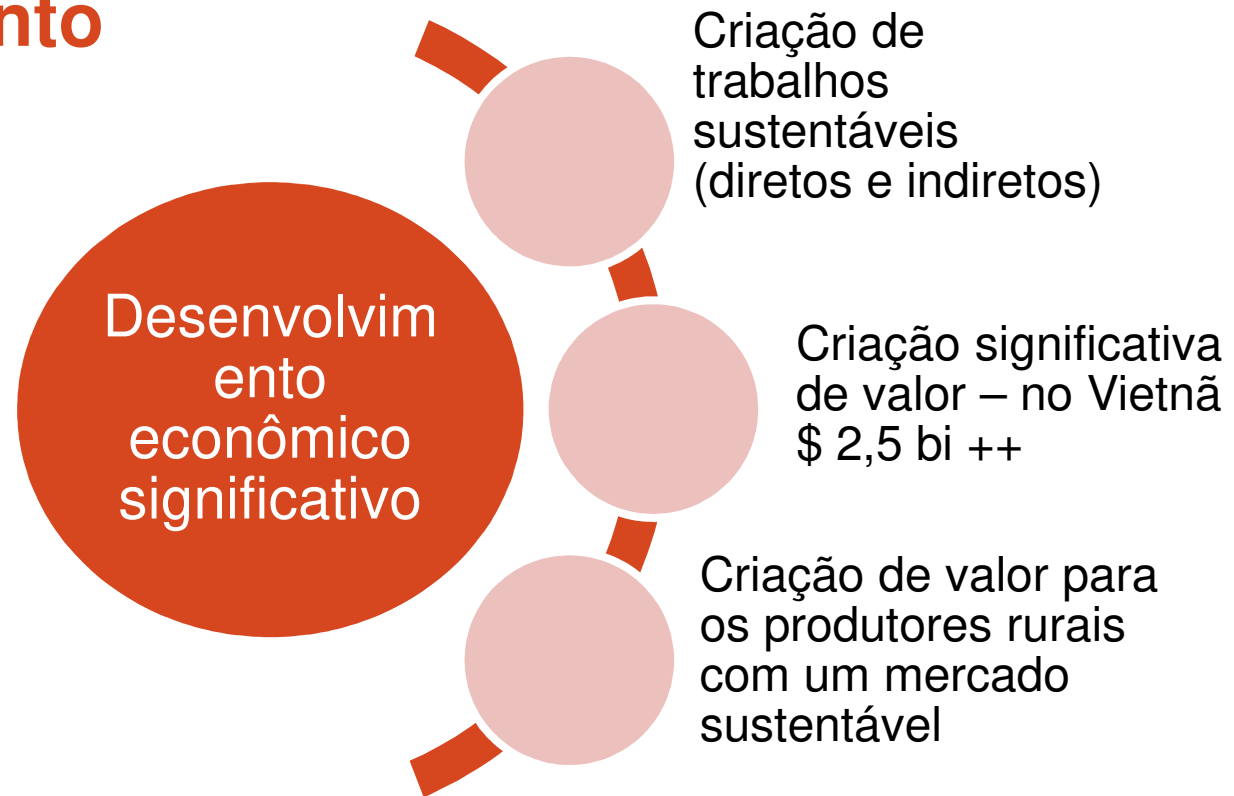 nto
Criação de
trabalhos
sustentáveis
(diretos e indiretos)
Desenvolvim
ento
econômico
significativo
Criação significativa
de valor – no Vietnã
$ 2,5 bi ++
Criação de valor para
os produtores rurais
com um mercado
sustentável